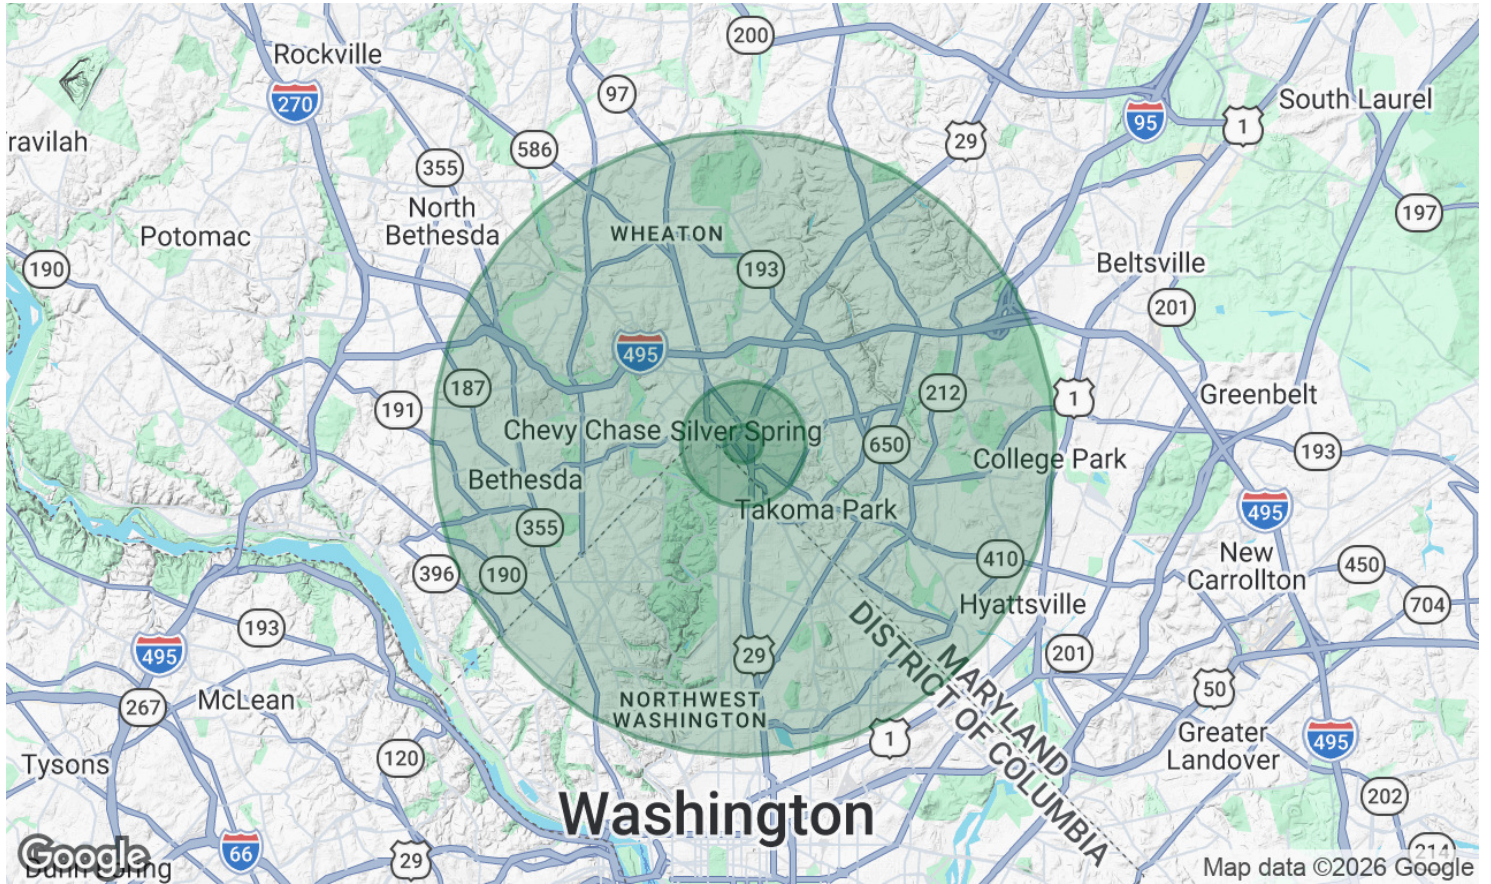 200
Rockville
270
97
South Laurel
95
1
29
ravilah
586
355
197
North
Bethesda
Potomac
WHEATON
190
193
Beltsville
201
495
187
212
1
Greenbelt
191
Chevy Chase
Silver Spring
650
193
College Park
Bethesda
495
Takoma Park
355
New
Carrollton
410
450
396
190
Hyattsville
704
193
DISTRICT OF COLUMBIA
MARYLAND
495
29
201
50
McLean
267
NORTHWEST
WASHINGTON
1
Greater
Landover
495
Tysons
120
202
Washington
66
29
214
Google
Dunn Loring
Map data ©2026 Google